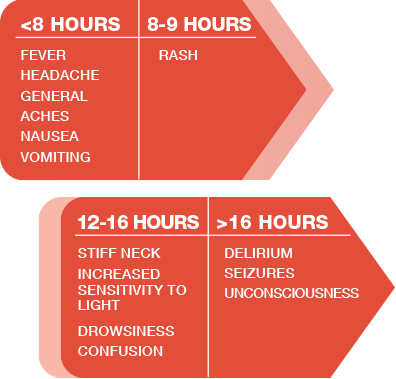 <8 HOURS
FEVER
HEADACHE
GENERAL
ACHES
NAUSEA
VOMITING
8-9 HOURS
RASH
12-16 HOURS
STIFF NECK
INCREASED
SENSITIVITY TO
LIGHT
DROWSINESS
CONFUSION
>16 HOURS
DELIRIUM
SEIZURES
UNCONSCIOUSNESS